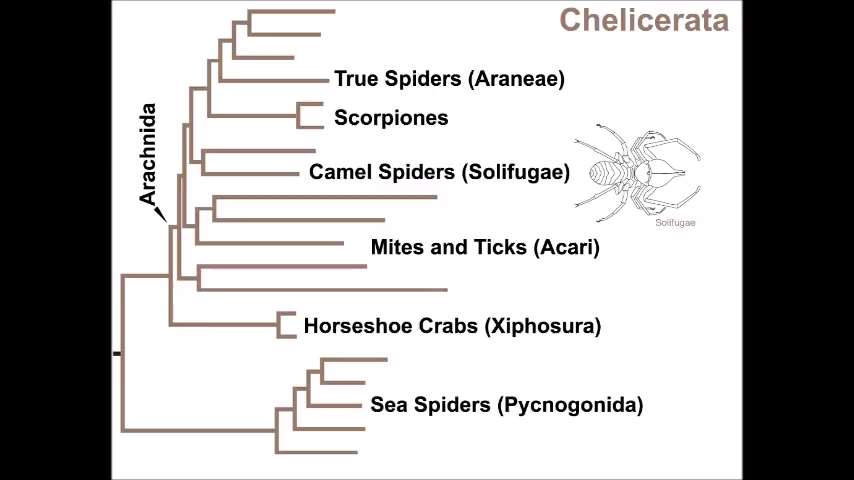 Chelicerata
True Spiders (Araneae)
Scorpiones
Arachnida
Camel Spiders (Solifugae)
Solifugae
Mites and Ticks (Acari)
Horseshoe Crabs (Xiphosura)
Sea Spiders (Pycnogonida)